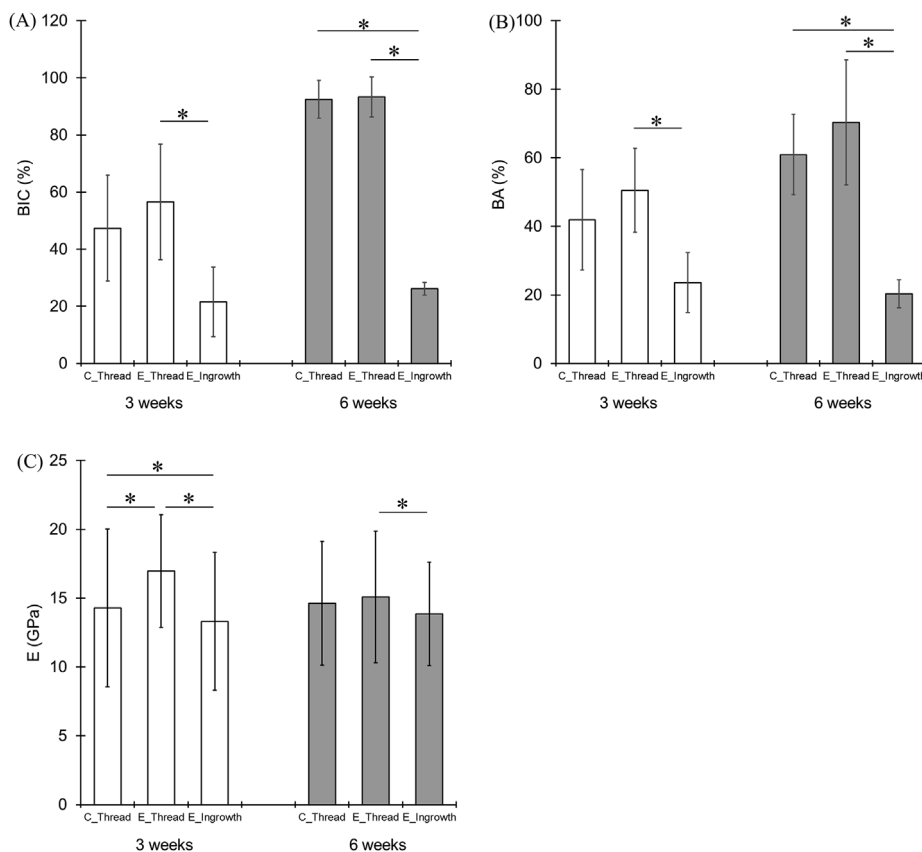 (A)
BIC (%)
120
100
80
60
40
20
0
*
*
*
C_Thread E_Thread E_Ingrowth C_Thread E_Thread E_Ingrowth
3 weeks 6 weeks
(B)
BA (%)
100
80
60
40
20
0
*
*
*
C_Thread E_Thread E_Ingrowth C_Thread E_Thread E_Ingrowth
3 weeks 6 weeks
(C)
E (GPa)
25
20
15
10
5
0
*
* *
*
C_Thread E_Thread E_Ingrowth C_Thread E_Thread E_Ingrowth
3 weeks 6 weeks